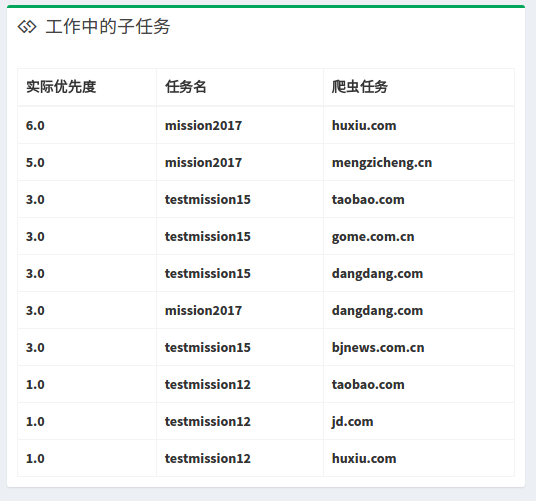 工作中的子任务
实际优先度 任务名 爬虫任务
6.0 mission2017 huxiu.com
5.0 mission2017 mengzicheng.cn
3.0 testmission15 taobao.com
3.0 testmission15 gome.com.cn
3.0 testmission15 dangdang.com
3.0 mission2017 dangdang.com
3.0 testmission15 bjnews.com.cn
1.0 testmission12 taobao.com
1.0 testmission12 jd.com
1.0 testmission12 huxiu.com